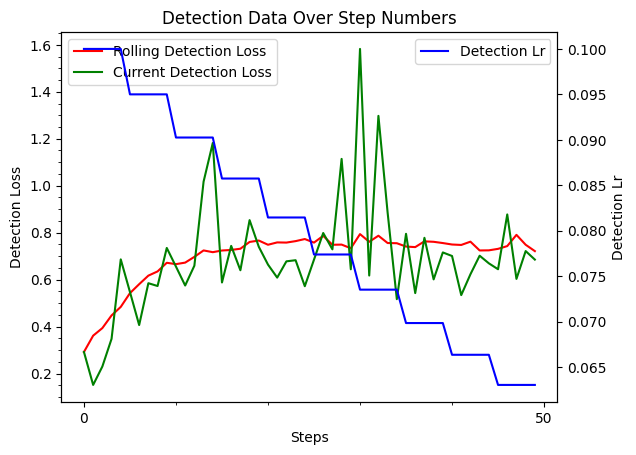 Detection Data Over Step Numbers
Rolling Detection Loss
Current Detection Loss
Detection Lr
1.6
1.4
1.2
1.0
0.8
0.6
0.4
0.2
Detection Loss
0.100
0.095
0.090
0.085
0.080
0.075
0.070
0.065
Detection Lr
0
50
Steps